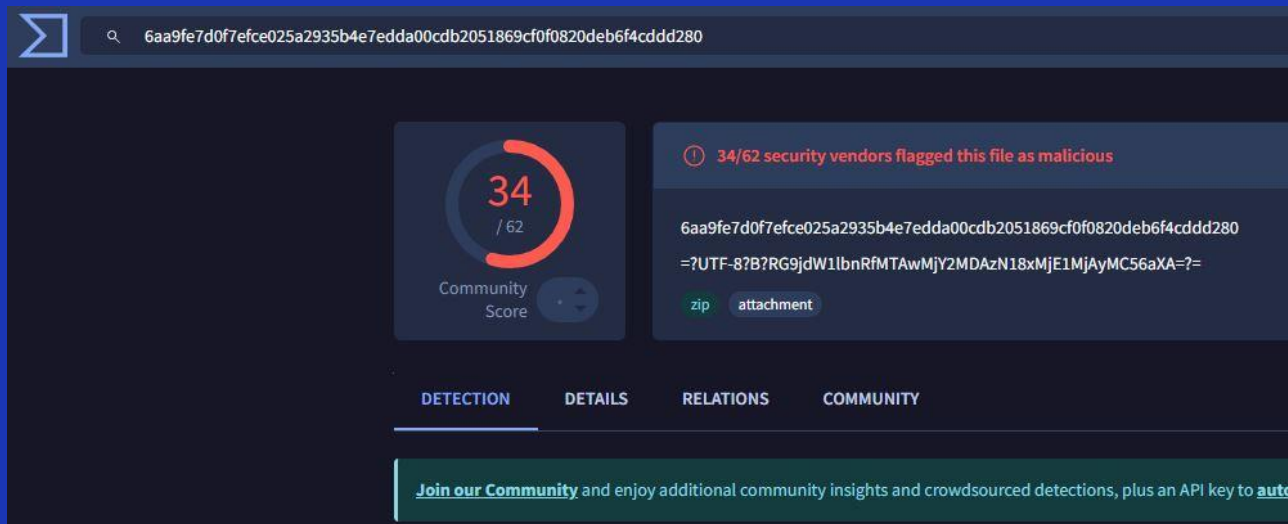 6aa9fe7d0f7efce025a2935b4e7edda00cdb2051869cf0f0820deb6f4cddd280
34
/ 62
Community
Score
34/62 security vendors flagged this file as malicious
6aa9fe7d0f7efce025a2935b4e7edda00cdb2051869cf0f0820deb6f4cddd280
=?UTF-8?B?RG9jdW1lbnRfMTAwMjY2MDAzN18xMjE1MjAyMC56aXA=?=
zip attachment
DETECTION DETAILS RELATIONS COMMUNITY
Join our Community and enjoy additional community insights and crowdsourced detections, plus an API key to auto